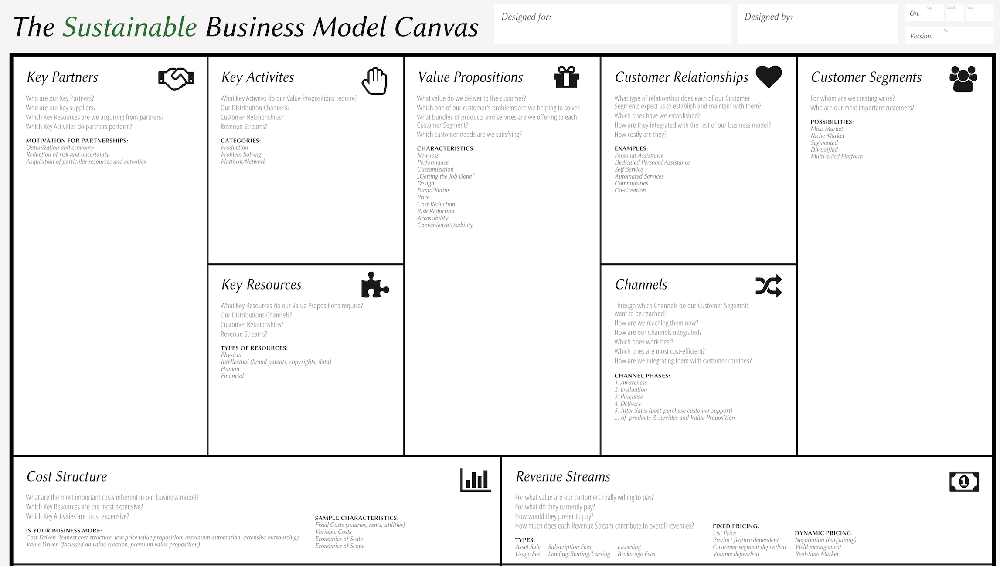 The Sustainable Business Model Canvas
Designed for:
Designed by:
On:
Day
Month
Year
Version:
No.
Key Partners
Who are our Key Partners?
Who are our key suppliers?
Which Key Resources are we acquiring from partners?
Which Key Activities do partners perform?
MOTIVATION FOR PARTNERSHIPS:
Optimization and economy
Reduction of risk and uncertainty
Asquisition of particular resources and activities
Key Activites
What Key Activites do our Value Propositions require?
Our Distribution Channels?
Customer Relationships?
Revenue Streams?
CATEGORIES:
Production
Problem Solving
Platform/Network
Key Resources
What Key Resources do our Value Propositions require?
Our Distributions Channels?
Customer Relationships?
Revenue Streams?
TYPES OF RESOURCES:
Physical
Intellectual (brand patents, copyrights, data)
Human
Financial
Value Propositions
What value do we deliver to the customer?
Which one of our customer's problems are we helping to solve?
What bundles of products and services are we offering to each
Customer Segment?
Which customer needs are we satisfying?
CHARACTERISTICS:
Newness
Performance
Customization
„Getting the Job Done“
Design
Brand/Status
Price
Cost Reduction
Risk Reduction
Accessibility
Convenience/Usability
Customer Relationships
What type of relationship does each of our Customer
Segments expect us to establish and maintain with them?
Which ones have we established?
How are they integrated with the rest of our business model?
How costly are they?
EXAMPLES:
Personal Assistance
Dedicated Personal Assistance
Self Service
Automated Services
Communities
Co-Creation
Channels
Through which Channels do our Customer Segemnts
want to be reached?
How are we reaching them now?
How are our Channels integrated?
Which ones work best?
Which ones are most cost-efficient?
How are we integrating them with customer routines?
CHANNEL PHASES:
1. Awareness
2. Evaluation
3. Purchase
4. Delivery
5. After Sales (post-purchase customer support)
... of products & servides and Value Proposition
Customer Segments
For whom are we creating value?
Who are our most important customers?
POSSIBILITIES:
Mass Market
Niche Market
Segmented
Diversified
Multi-sided Platform
Cost Structure
What are the most important costs inherent in our business model?
Which Key Resources are the most expensive?
Which Key Activities are most expensive?
IS YOUR BUSINESS MORE:
Cost Driven (leanest cost structure, low price value proposition, maximum automation, extensive outsourcing)
Value Driven (focussed on value creation, premium value proposition)
SAMPLE CHARACTERISTICS:
Fixed Costs (salaries, rents, utilities)
Variable Costs
Economies of Scale
Economies of Scope
Revenue Streams
1
For what value are our customers really willing to pay?
For what do they currently pay?
How would they prefer to pay?
How much does each Revenue Stream contribute to overall revenues?
TYPES:
Asset Sale Subscription Fees Licensing
Usage Fee Lending/Renting/Leasing Brokerage Fees
FIXED PRICING:
List Price
Product feature dependent
Customer segment dependent
Volume dependent
DYNAMIC PRICING
Negotiation (bargaining)
Yield management
Real-time Market